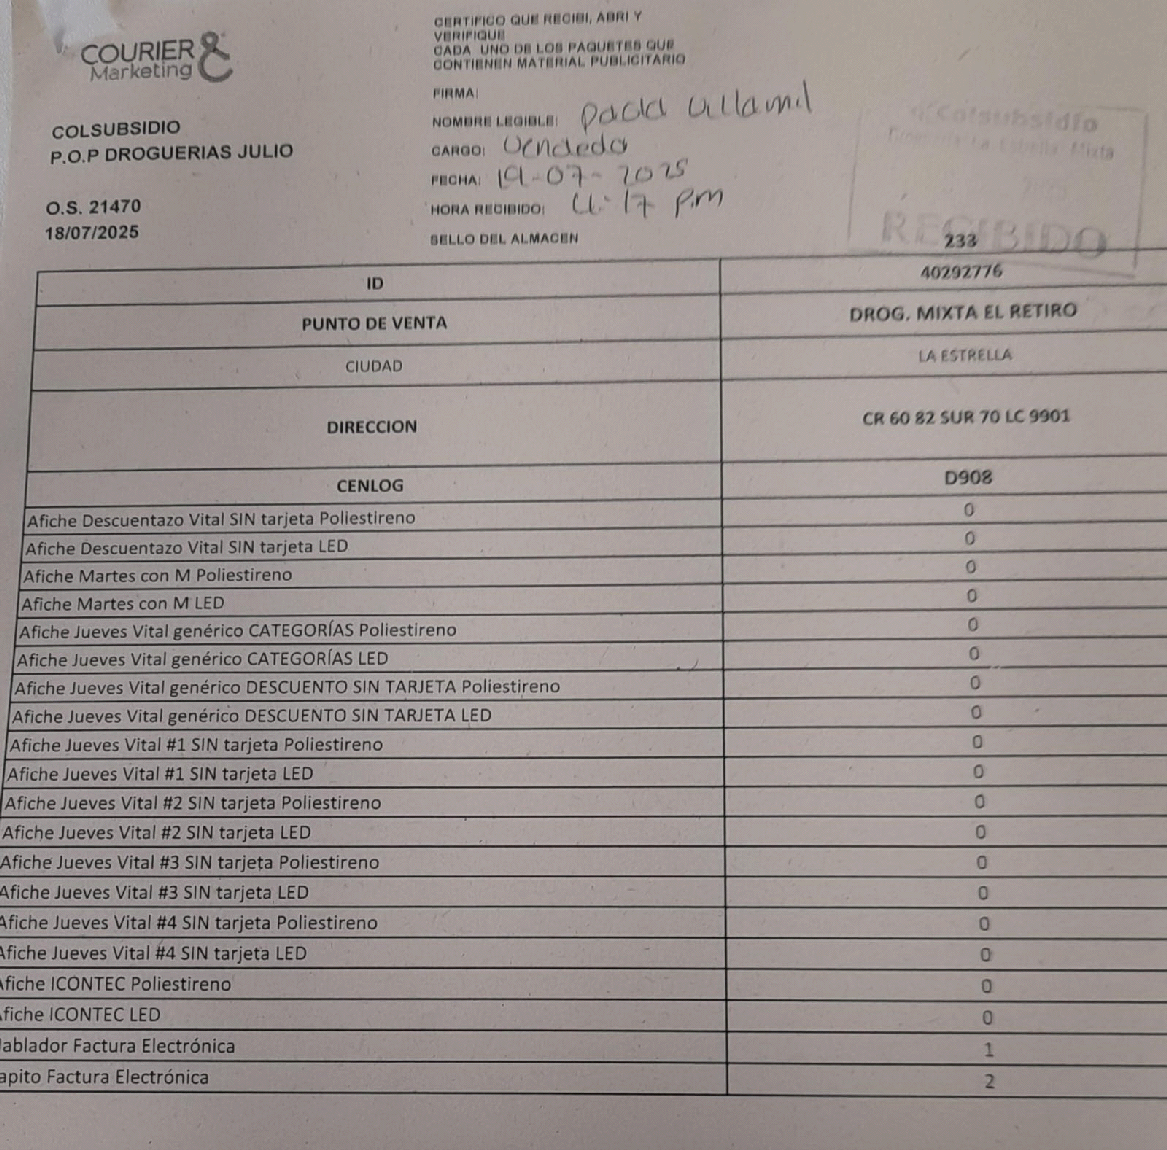 COURIER &
Marketing
CERTIFICO QUE RECIBI, ABRI Y
VERIFIQUE
CADA UNO DE LOS PAQUETES QUE
CONTIENEN MATERIAL PUBLICITARIO
FIRMA:
NOMBRE LEGIBLE: Paola Villamil
CARGO: Vendedo
FECHA: 19-07-2025
HORA RECIBIDO: 4:17 P.m
SELLO DEL ALMACEN
COLSUBSIDIO
P.O.P DROGUERIAS JULIO
O.S. 21470
18/07/2025
Colsubsidio
La Estrella Mixta
2025
RECIBIDO
233
ID 40292776
PUNTO DE VENTA DROG. MIXTA EL RETIRO
CIUDAD LA ESTRELLA
DIRECCION CR 60 82 SUR 70 LC 9901
CENLOG D908
Afiche Descuentazo Vital SIN tarjeta Poliestireno 0
Afiche Descuentazo Vital SIN tarjeta LED 0
Afiche Martes con M Poliestireno 0
Afiche Martes con M LED 0
Afiche Jueves Vital genérico CATEGORÍAS Poliestireno 0
Afiche Jueves Vital genérico CATEGORÍAS LED 0
Afiche Jueves Vital genérico DESCUENTO SIN TARJETA Poliestireno 0
Afiche Jueves Vital genérico DESCUENTO SIN TARJETA LED 0
Afiche Jueves Vital #1 SIN tarjeta Poliestireno 0
Afiche Jueves Vital #1 SIN tarjeta LED 0
Afiche Jueves Vital #2 SIN tarjeta Poliestireno 0
Afiche Jueves Vital #2 SIN tarjeta LED 0
Afiche Jueves Vital #3 SIN tarjeta Poliestireno 0
Afiche Jueves Vital #3 SIN tarjeta LED 0
Afiche Jueves Vital #4 SIN tarjeta Poliestireno 0
Afiche Jueves Vital #4 SIN tarjeta LED 0
Afiche ICONTEC Poliestireno 0
fiche ICONTEC LED 0
ablador Factura Electrónica 1
apito Factura Electrónica 2